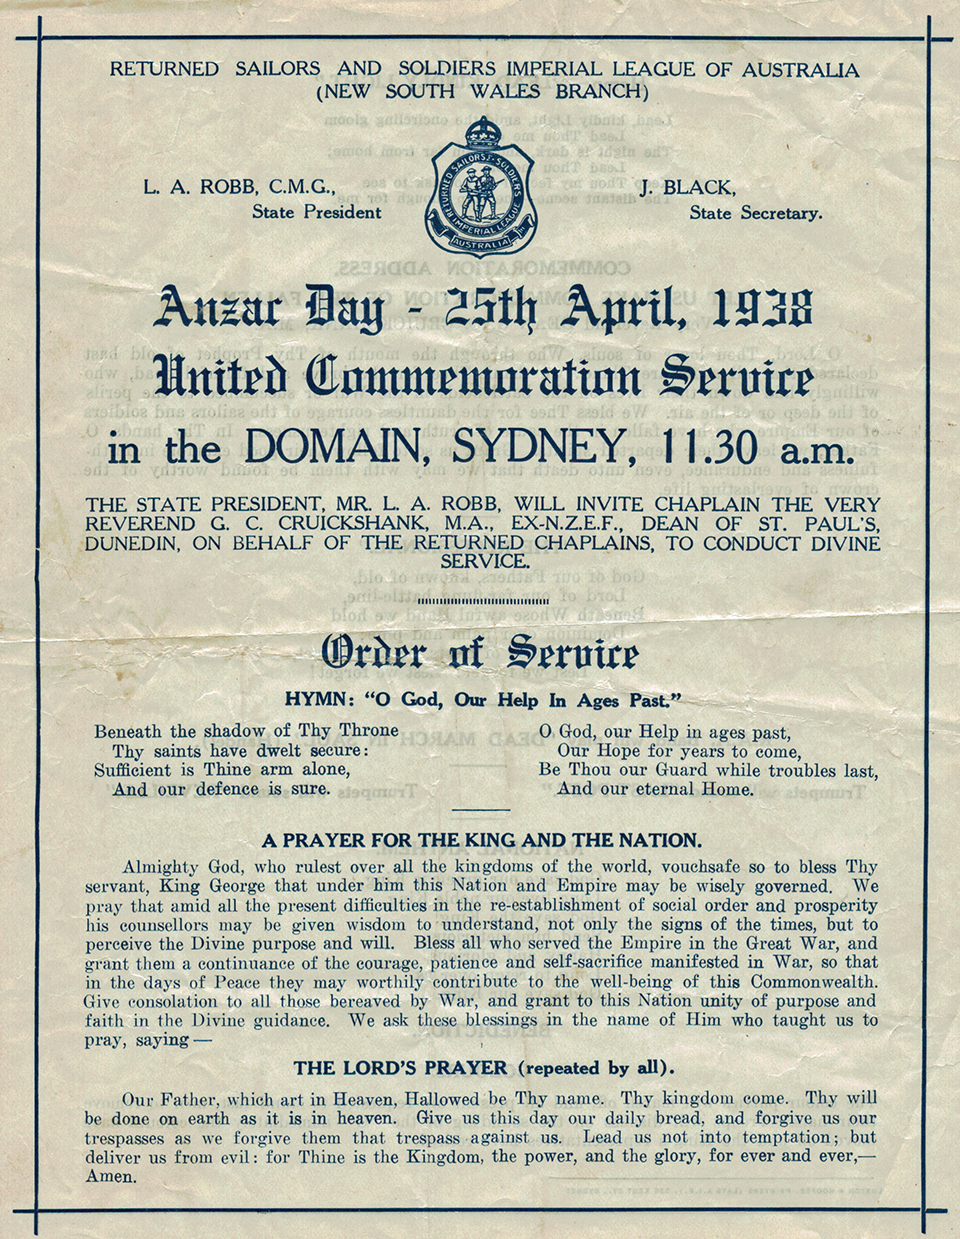 RETURNED SAILORS AND SOLDIERS IMPERIAL LEAGUE OF AUSTRALIA
(NEW SOUTH WALES BRANCH)
L. A. ROBB, C.M.G.,
State President
RETURNED SAILORS & SOLDIERS
IMPERIAL LEAGUE
AUSTRALIA
J. BLACK,
State Secretary.
Anzac Day - 25th April, 1938
United Commemoration Service
in the DOMAIN, SYDNEY, 11.30 a.m.
THE STATE PRESIDENT, MR. L. A. ROBB, WILL INVITE CHAPLAIN THE VERY
REVEREND G. C. CRUICKSHANK, M.A., EX-N.Z.E.F., DEAN OF ST. PAUL'S,
DUNEDIN, ON BEHALF OF THE RETURNED CHAPLAINS, TO CONDUCT DIVINE
SERVICE.
Order of Service
HYMN: "O God, Our Help In Ages Past."
Beneath the shadow of Thy Throne
Thy saints have dwelt secure:
Sufficient is Thine arm alone,
And our defence is sure.
O God, our Help in ages past,
Our Hope for years to come,
Be Thou our Guard while troubles last,
And our eternal Home.
A PRAYER FOR THE KING AND THE NATION.
Almighty God, who rulest over all the kingdoms of the world, vouchsafe so to bless Thy
servant, King George that under him this Nation and Empire may be wisely governed. We
pray that amid all the present difficulties in the re-establishment of social order and prosperity
his counsellors may be given wisdom to understand, not only the signs of the times, but to
perceive the Divine purpose and will. Bless all who served the Empire in the Great War, and
grant them a continuance of the courage, patience and self-sacrifice manifested in War, so that
in the days of Peace they may worthily contribute to the well-being of this Commonwealth.
Give consolation to all those bereaved by War, and grant to this Nation unity of purpose and
faith in the Divine guidance. We ask these blessings in the name of Him who taught us to
pray, saying—
THE LORD'S PRAYER (repeated by all).
Our Father, which art in Heaven, Hallowed be Thy name. Thy kingdom come. Thy will
be done on earth as it is in heaven. Give us this day our daily bread, and forgive us our
trespasses as we forgive them that trespass against us. Lead us not into temptation; but
deliver us from evil: for Thine is the Kingdom, the power, and the glory, for ever and ever,—
Amen.